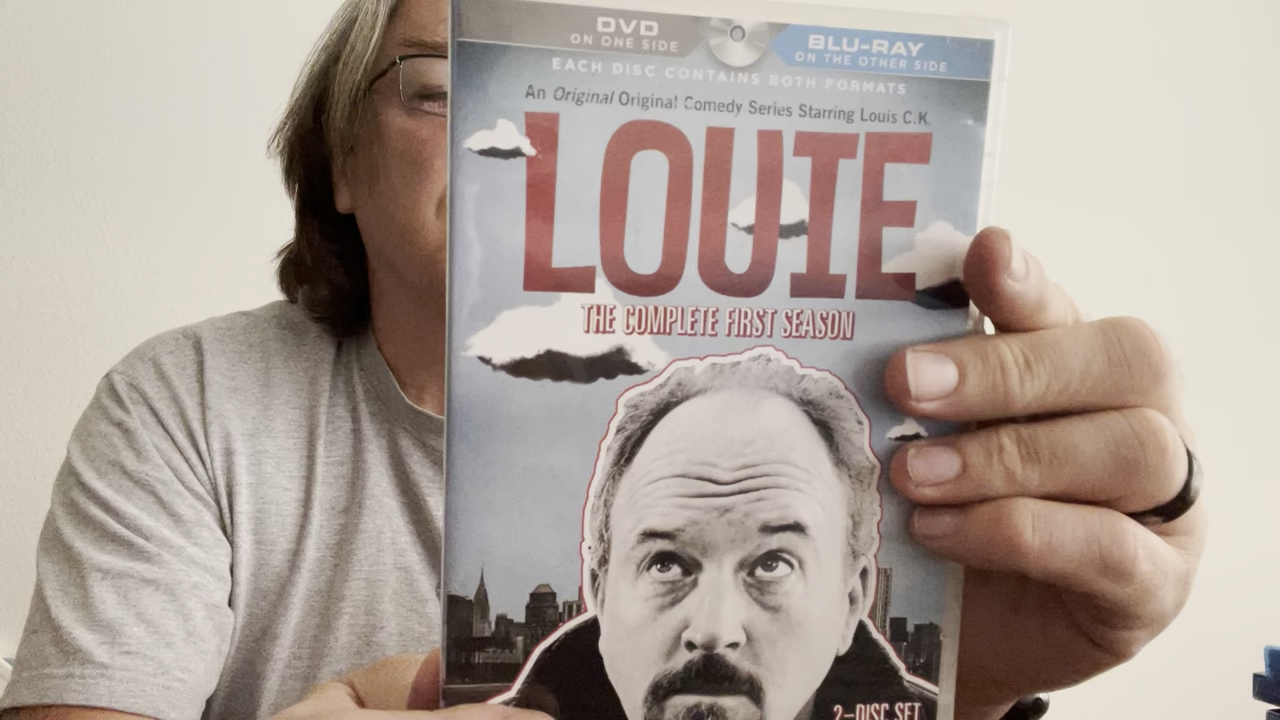 DVD
ON ONE SIDE
BLU-RAY
ON THE OTHER SIDE
EACH DISC CONTAINS BOTH FORMATS
An Original Original Comedy Series Starring Louis C.K.
LOUIE
THE COMPLETE FIRST SEASON
2-DISC SET